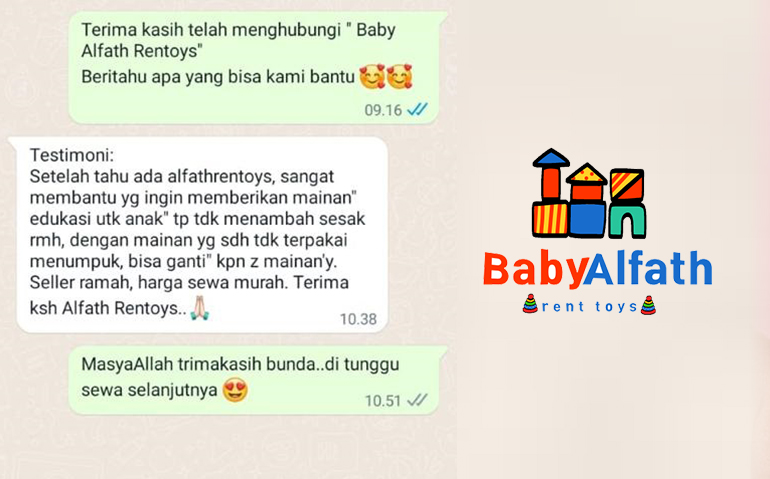 Terima kasih telah menghubungi " Baby
Alfath Rentoys"
Beritahu apa yang bisa kami bantu 🥰🥰
09.16
Testimoni:
Setelah tahu ada alfathrentoys, sangat
membantu yg ingin memberikan mainan"
edukasi utk anak" tp tdk menambah sesak
rmh, dengan mainan yg sdh tdk terpakai
menumpuk, bisa ganti" kpn z mainan'y.
Seller ramah, harga sewa murah. Terima
ksh Alfath Rentoys..🙏🏻
10.38
MasyaAllah trimakasih bunda..di tunggu
sewa selanjutnya 😍
10.51
BabyAlfath
rent toys